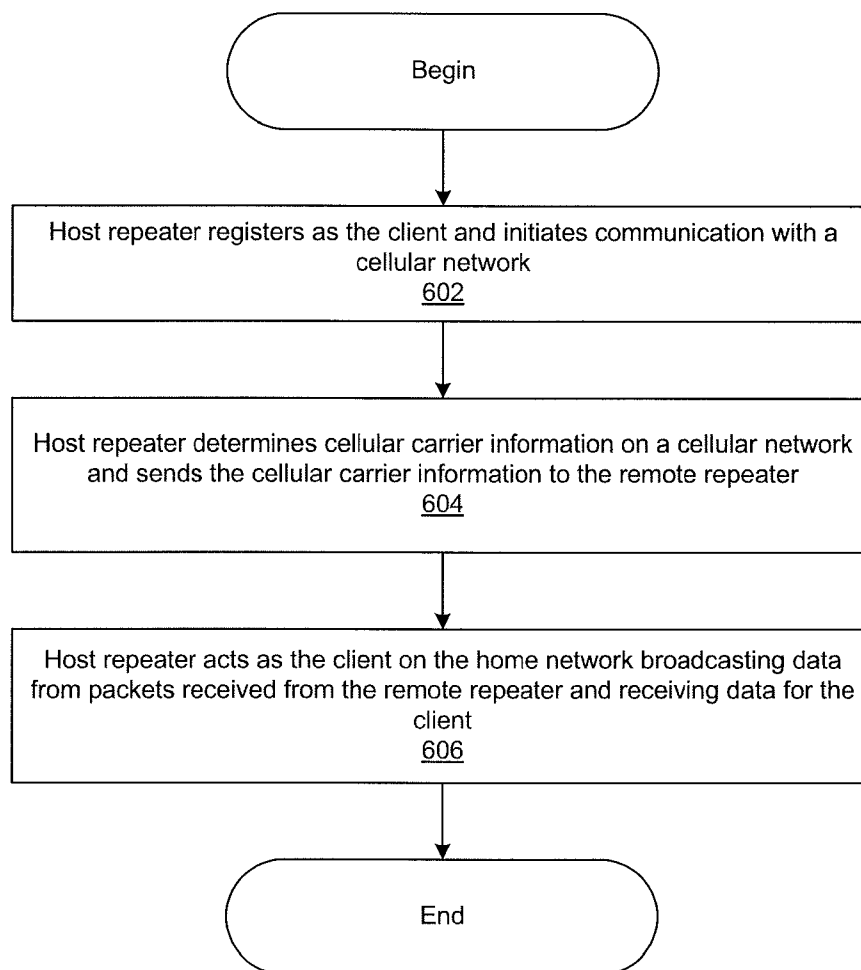 Begin
Host repeater registers as the client and initiates communication with a
cellular network
602
Host repeater determines cellular carrier information on a cellular network
and sends the cellular carrier information to the remote repeater
604
Host repeater acts as the client on the home network broadcasting data
from packets received from the remote repeater and receiving data for the
client
606
End